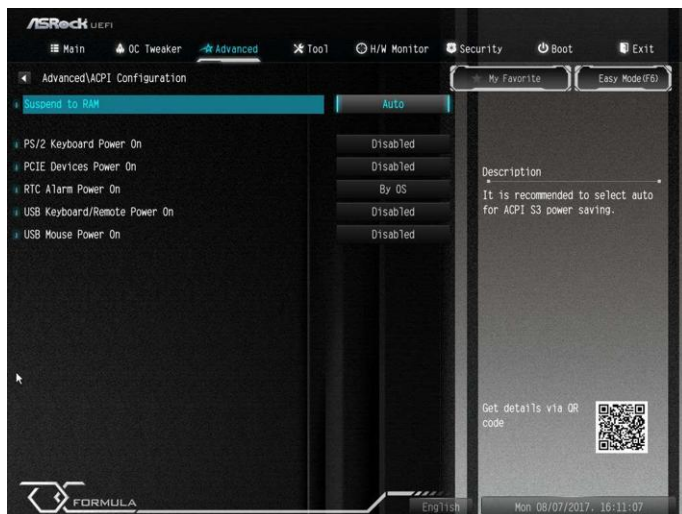 ASRock UEFI
Main OC Tweaker Advanced Tool H/W Monitor Security Boot Exit
Advanced\ACPI Configuration
My Favorite Easy Mode(F6)
Suspend to RAM Auto
PS/2 Keyboard Power On Disabled
PCIE Devices Power On Disabled
RTC Alarm Power On By OS
USB Keyboard/Remote Power On Disabled
USB Mouse Power On Disabled
Description
It is recommended to select auto
for ACPI S3 power saving.
Get details via QR
code
FORMULA
English
Mon 08/07/2017. 16:11:07